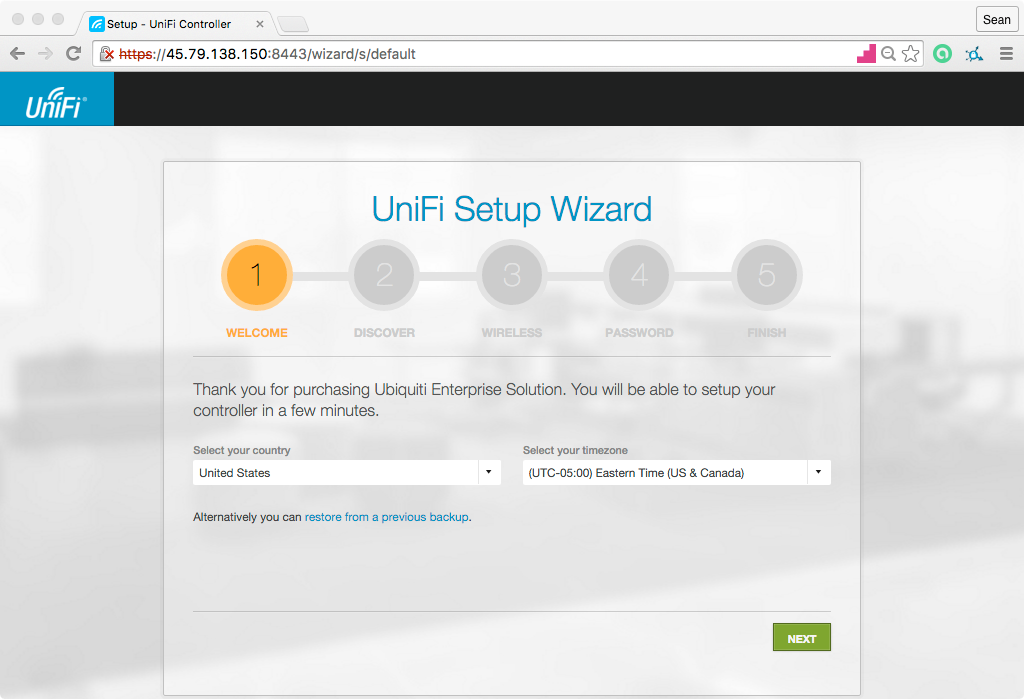 Setup - UniFi Controller
Sean
https://45.79.138.150:8443/wizard/s/default
UniFi
UniFi Setup Wizard
1 2 3 4 5
WELCOME DISCOVER WIRELESS PASSWORD FINISH
Thank you for purchasing Ubiquiti Enterprise Solution. You will be able to setup your
controller in a few minutes.
Select your country Select your timezone
United States (UTC-05:00) Eastern Time (US & Canada)
Alternatively you can restore from a previous backup.
NEXT